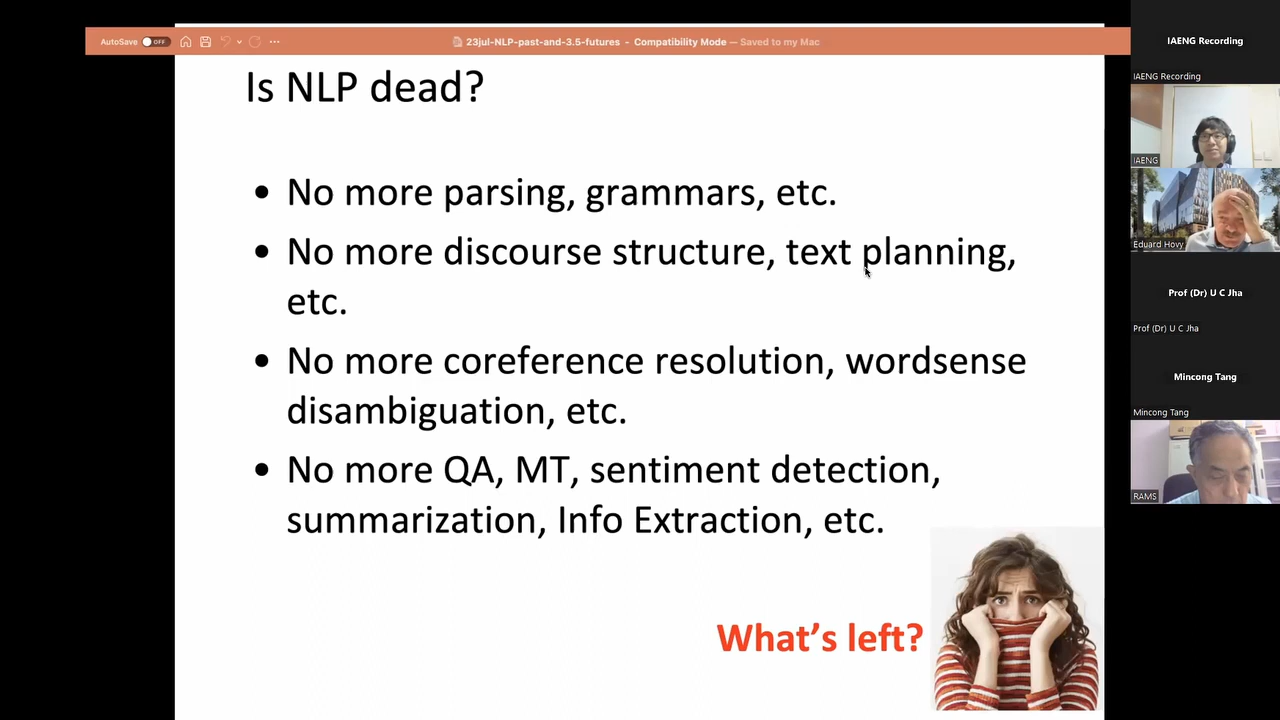 AutoSave OFF
23jul-NLP-past-and-3.5-futures - Compatibility Mode — Saved to my Mac
Is NLP dead?
• No more parsing, grammars, etc.
• No more discourse structure, text planning,
etc.
• No more coreference resolution, wordsense
disambiguation, etc.
• No more QA, MT, sentiment detection,
summarization, Info Extraction, etc.
What's left?
IAENG Recording
IAENG Recording
IAENG
Eduard Hovy
Prof (Dr) U C Jha
Prof (Dr) U C Jha
Mincong Tang
Mincong Tang
RAMS